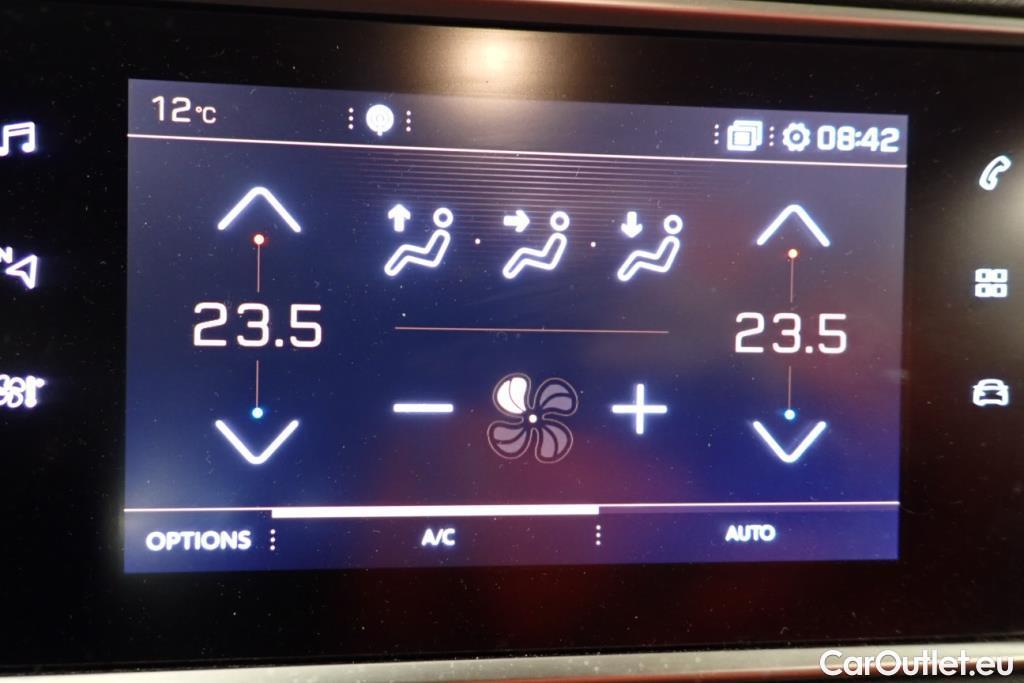 12°C
08:42
N
23.5
23.5
OPTIONS
A/C
AUTO
CarOutlet.eu